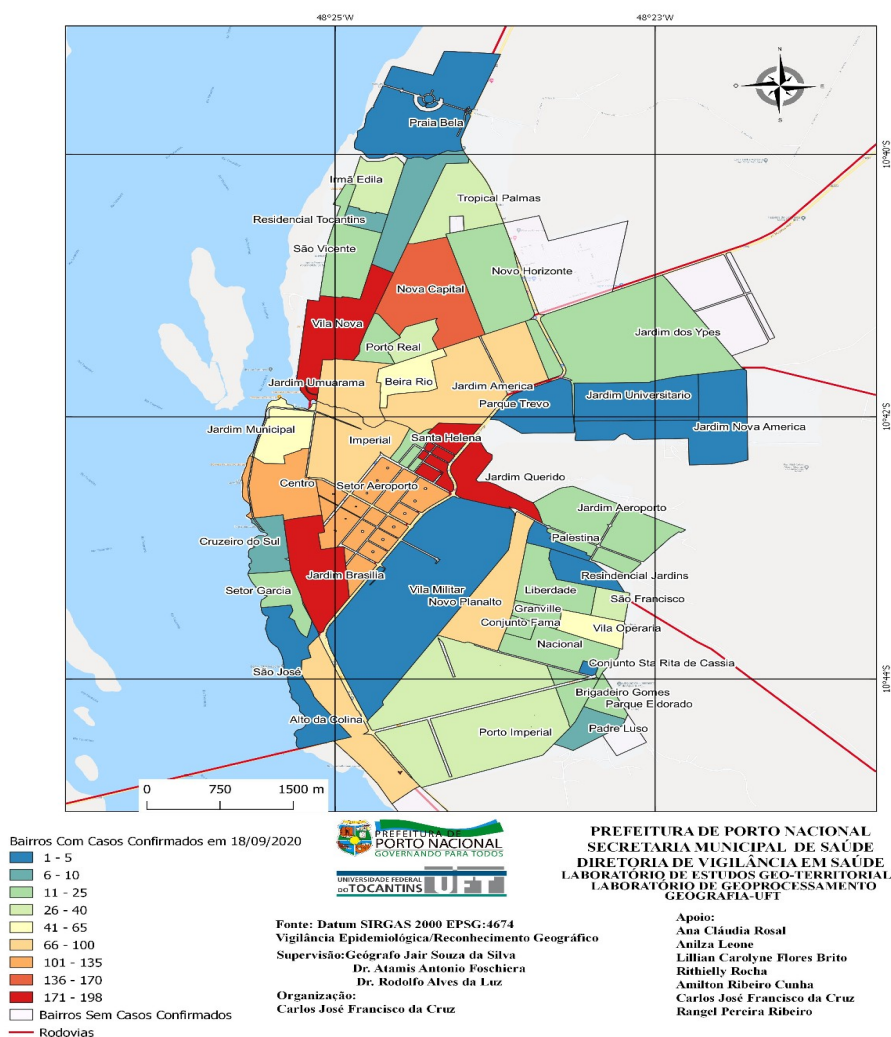 48°25'W
48°23'W
N
O
E
S
10°40'S
10°42'S
10°44'S
Praia Bela
Irmã Edila
Tropical Palmas
Residencial Tocantins
São Vicente
Novo Horizonte
Nova Capital
Vila Nova
Jardim dos Ypes
Porto Real
Jardim Umuarama
Beira Rio
Jardim America
Jardim Universitario
Parque Trevo
Jardim Municipal
Imperial
Santa Helena
Jardim Nova America
Jardim Querido
Centro
Setor Aeroporto
Jardim Aeroporto
Cruzeiro do Sul
Palestina
Jardim Brasilia
Resindencial Jardins
Setor Garcia
Vila Militar
Liberdade
Novo Planalto
São Francisco
Granville
Conjunto Fama
Vila Operaria
Nacional
São José
Conjunto Sta Rita de Cassia
Brigadeiro Gomes
Parque Eldorado
Alto da Colina
Porto Imperial
Padre Luso
0 750 1500 m
Bairros Com Casos Confirmados em 18/09/2020
1 - 5
6 - 10
11 - 25
26 - 40
41 - 65
66 - 100
101 - 135
136 - 170
171 - 198
Bairros Sem Casos Confirmados
Rodovias
PREFEITURA DE
PORTO NACIONAL
GOVERNANDO PARA TODOS
UNIVERSIDADE FEDERAL
DO TOCANTINS
UFT
Fonte: Datum SIRGAS 2000 EPSG:4674
Vigilância Epidemiológica/Reconhecimento Geográfico
Supervisão:Geógrafo Jair Souza da Silva
Dr. Atamis Antonio Foschiera
Dr. Rodolfo Alves da Luz
Organização:
Carlos José Francisco da Cruz
PREFEITURA DE PORTO NACIONAL
SECRETARIA MUNICIPAL DE SAÚDE
DIRETORIA DE VIGILÂNCIA EM SAÚDE
LABORATÓRIO DE ESTUDOS GEO-TERRITORIAL
LABORATÓRIO DE GEOPROCESSAMENTO
GEOGRAFIA-UFT
Apoio:
Ana Cláudia Rosal
Anilza Leone
Lillian Carolyne Flores Brito
Rithielly Rocha
Amilton Ribeiro Cunha
Carlos José Francisco da Cruz
Rangel Pereira Ribeiro